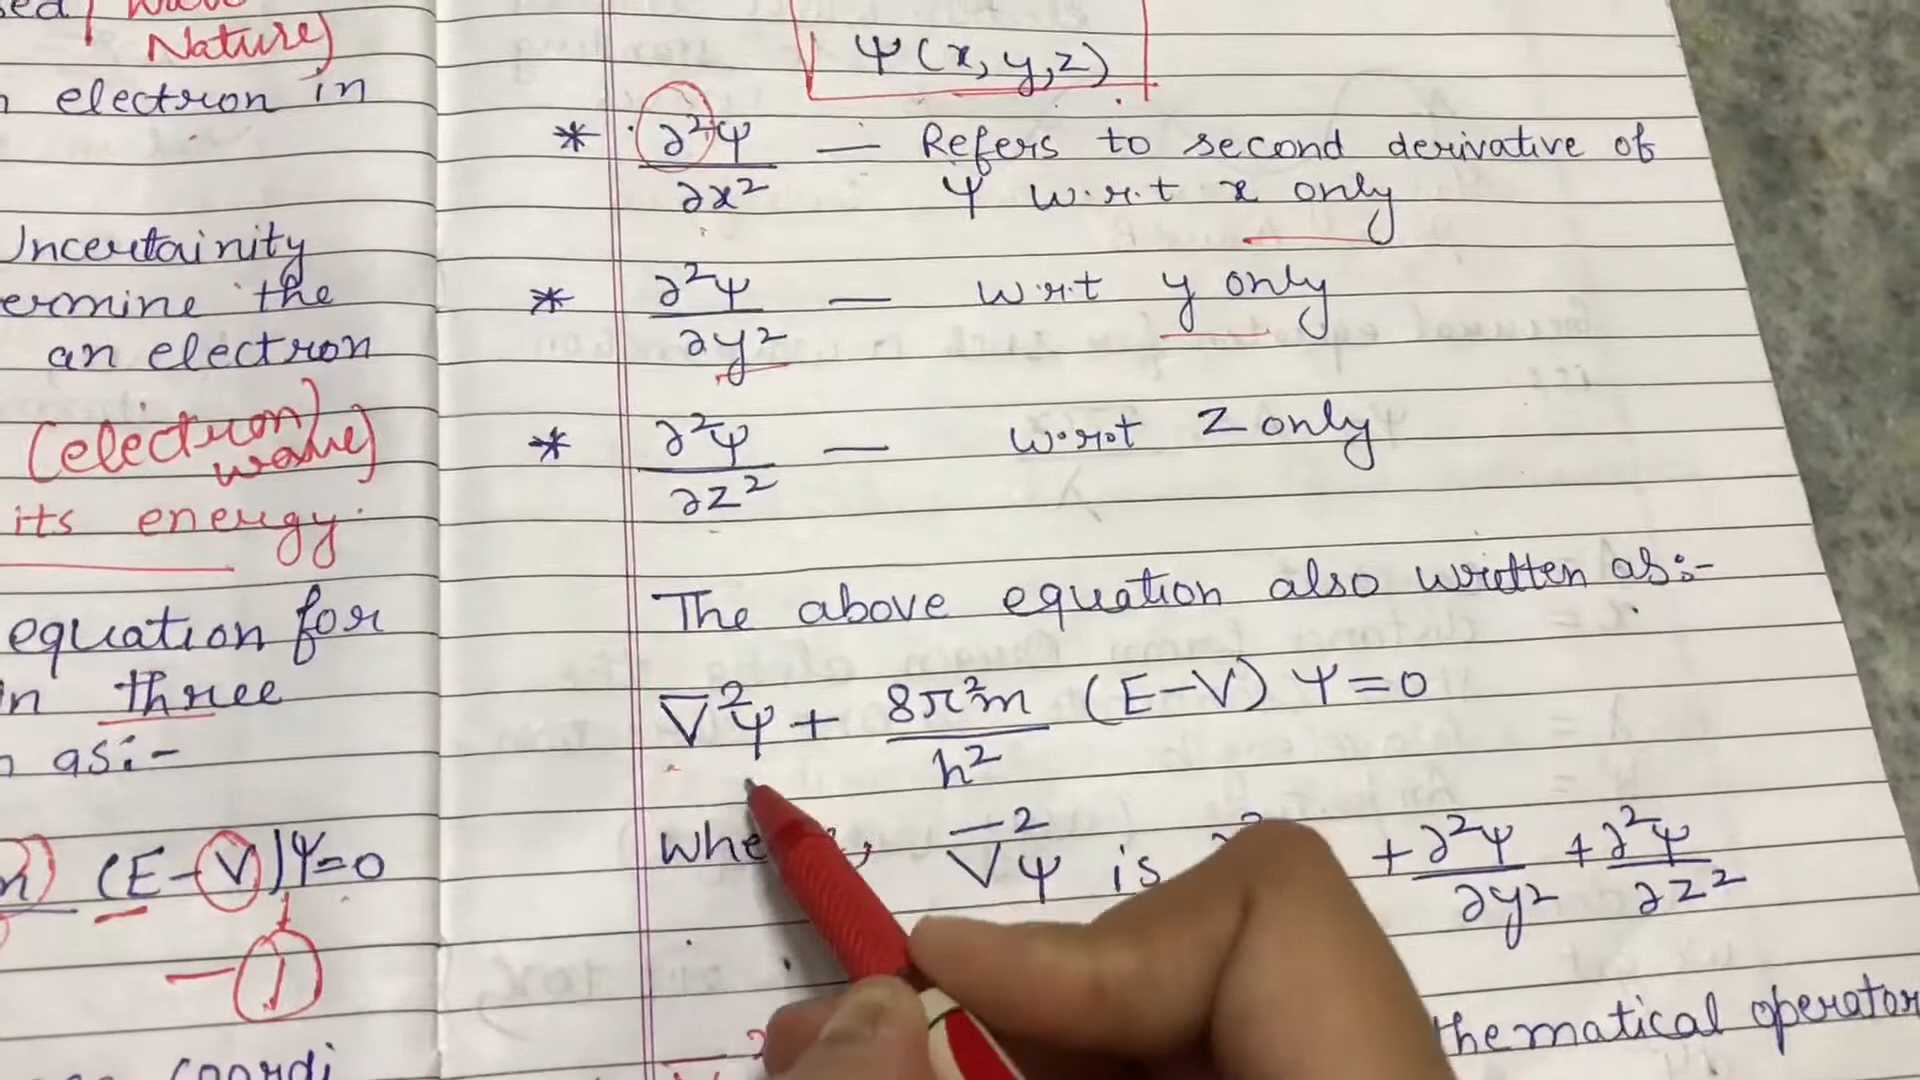 Nature)
electron in
Uncertainity
ermine the
an electron
(electron
wave)
its energy.
equation for
in three
as:-
(E-V)Ψ=0
1
coordi
Ψ(x,y,z)
* ∂²Ψ/∂x² — Refers to second derivative of
Ψ w.r.t x only
* ∂²Ψ/∂y² — w.r.t y only
* ∂²Ψ/∂z² — w.r.t z only
The above equation also written as:-
∇²Ψ + 8π²m/h² (E-V) Ψ=0
∇²Ψ is + ∂²Ψ/∂y² + ∂²Ψ/∂z²
thematical operator